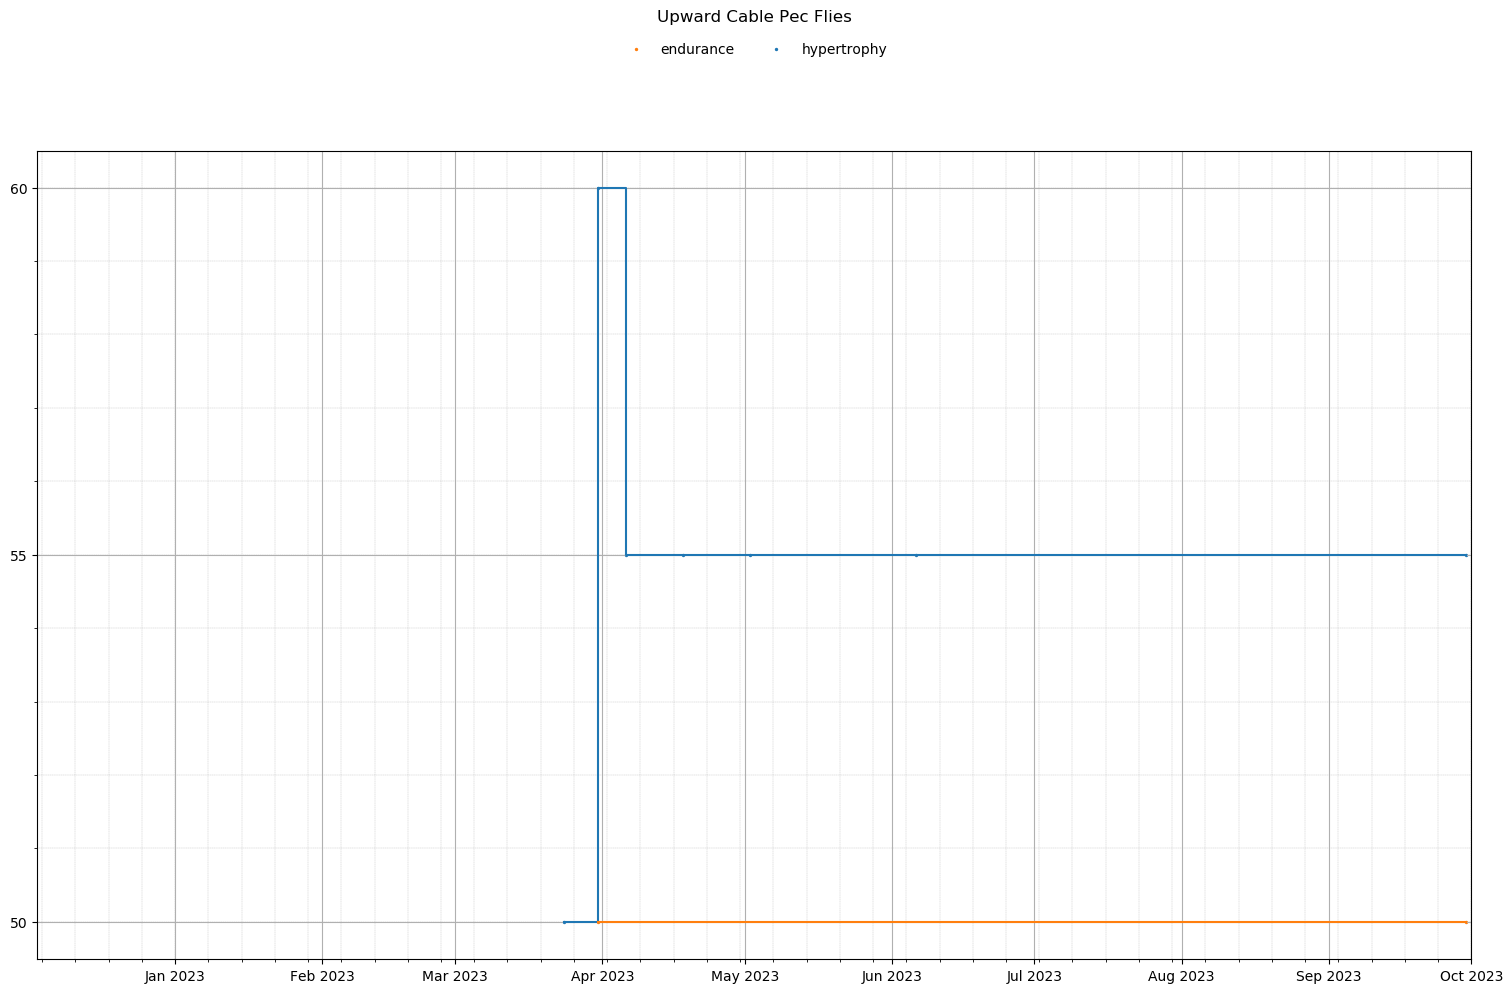 Upward Cable Pec Flies
endurance hypertrophy
60
55
50
Jan 2023 Feb 2023 Mar 2023 Apr 2023 May 2023 Jun 2023 Jul 2023 Aug 2023 Sep 2023 Oct 2023